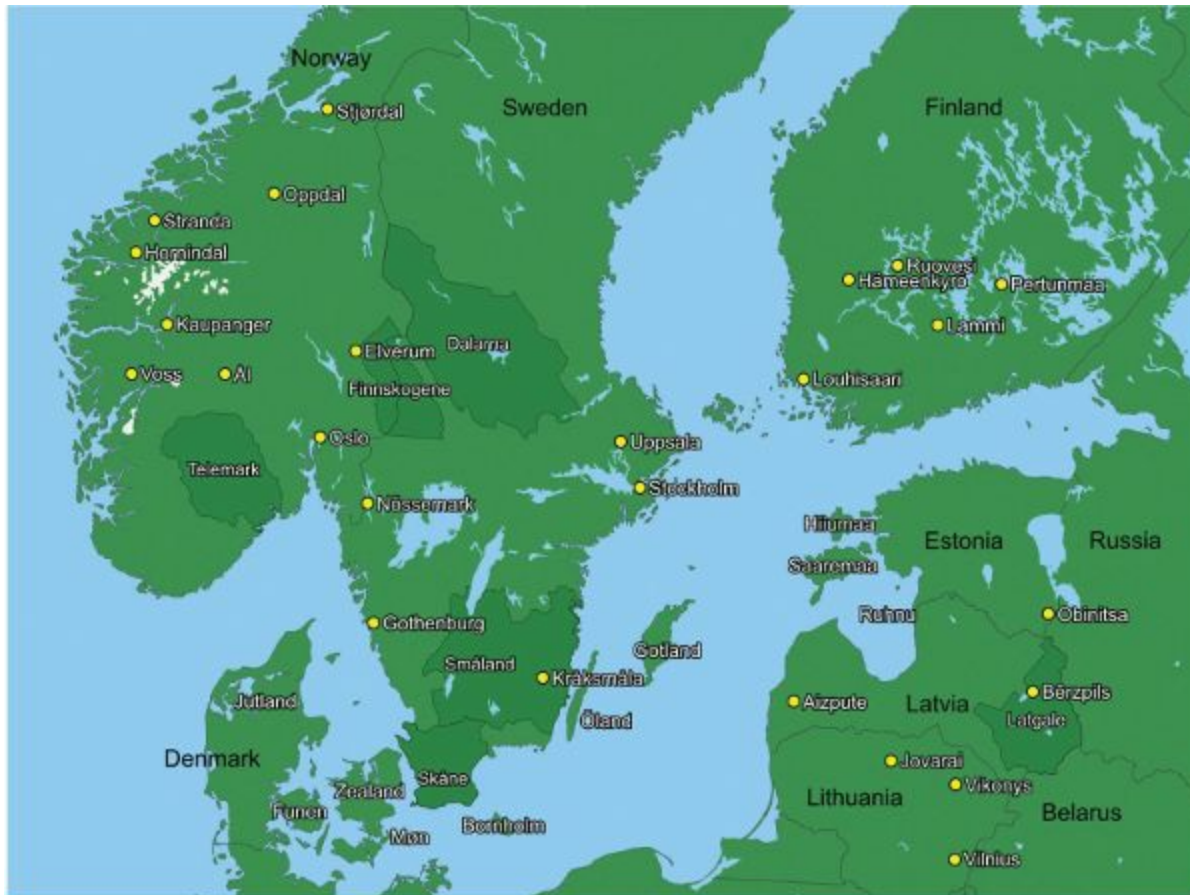 Norway
Stjørdal
Sweden
Finland
Oppdal
Stranda
Hornindal
Ruovesi
Hämeenkyrö
Pertunmaa
Kaupanger
Lammi
Elverum
Dalarna
Voss
Ål
Finnskogene
Louhisaari
Oslo
Uppsala
Telemark
Stockholm
Nössemark
Hiiumaa
Estonia
Russia
Saaremaa
Ruhnu
Obinitsa
Gothenburg
Gotland
Småland
Kråksmåla
Bērzpils
Jutland
Aizpute
Latvia
Öland
Latgale
Denmark
Jovarai
Skåne
Zealand
Vikonys
Lithuania
Funen
Belarus
Bornholm
Møn
Vilnius